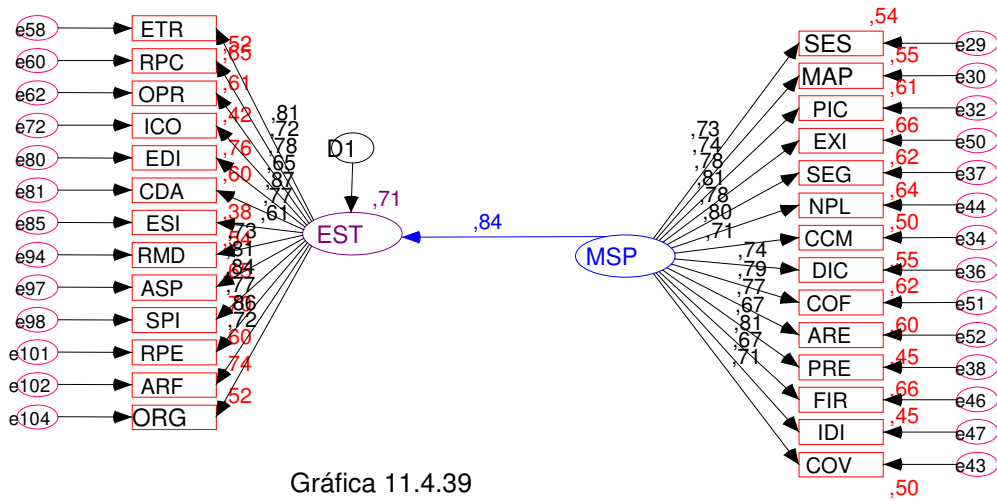 e58
ETR
e60
RPC
e62
OPR
e72
ICO
e80
EDI
e81
CDA
e85
ESI
e94
RMD
e97
ASP
e98
SPI
e101
RPE
e102
ARF
e104
ORG
,52
,65
,61
,42
,76
,60
,38
,54
,65
,60
,74
,52
,81
,72
,78
,65
,87
,77
,61
,73
,81
,84
,77
,86
,72
D1
,71
EST
,84
MSP
,73
,74
,78
,81
,78
,80
,71
,74
,79
,77
,67
,81
,67
,71
,54
SES
e29
,55
MAP
e30
,61
PIC
e32
,66
EXI
e50
,62
SEG
e37
,64
NPL
e44
,50
CCM
e34
,55
DIC
e36
,62
COF
e51
,60
ARE
e52
,45
PRE
e38
,66
FIR
e46
,45
IDI
e47
,50
COV
e43
Gráfica 11.4.39